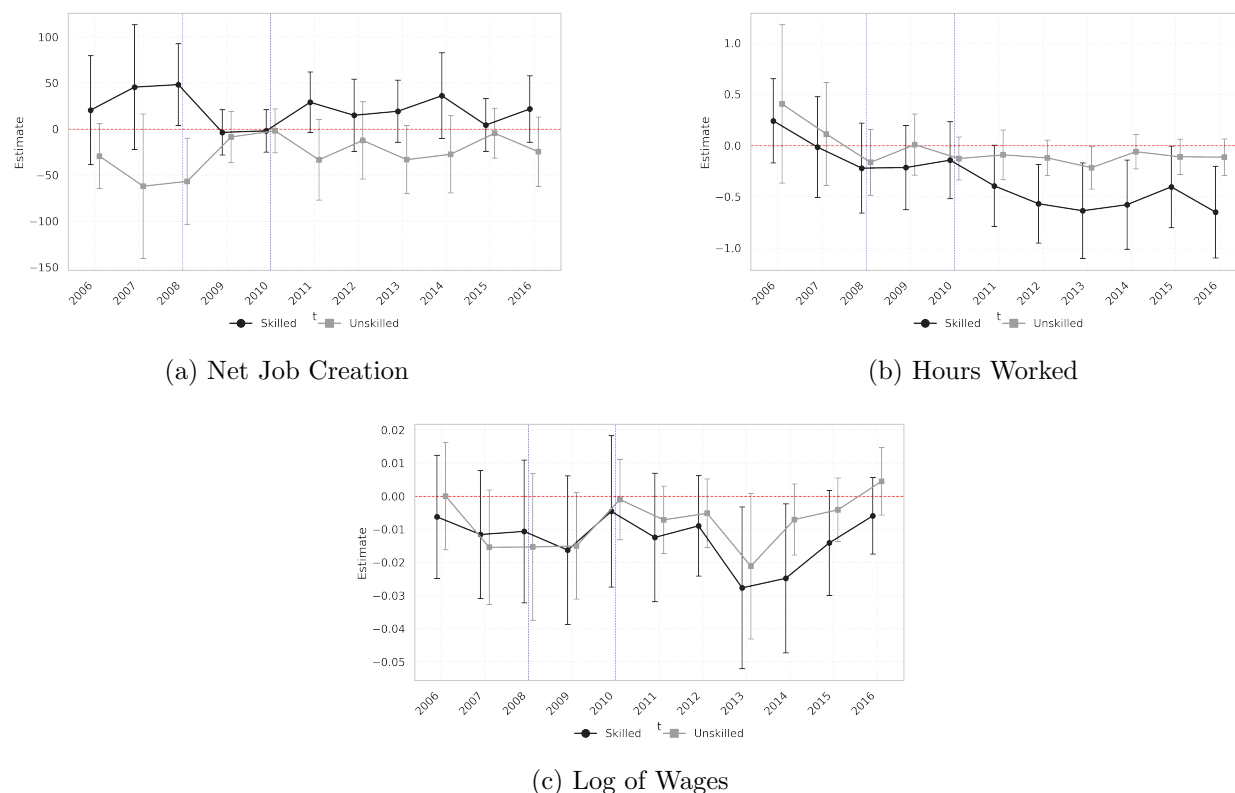 100
50
0
−50
−100
−150
Estimate
2006 2007 2008 2009 2010 2011 2012 2013 2014 2015 2016
t
Skilled Unskilled
(a) Net Job Creation
1.0
0.5
0.0
−0.5
−1.0
Estimate
2006 2007 2008 2009 2010 2011 2012 2013 2014 2015 2016
t
Skilled Unskilled
(b) Hours Worked
0.02
0.01
0.00
−0.01
−0.02
−0.03
−0.04
−0.05
Estimate
2006 2007 2008 2009 2010 2011 2012 2013 2014 2015 2016
t
Skilled Unskilled
(c) Log of Wages